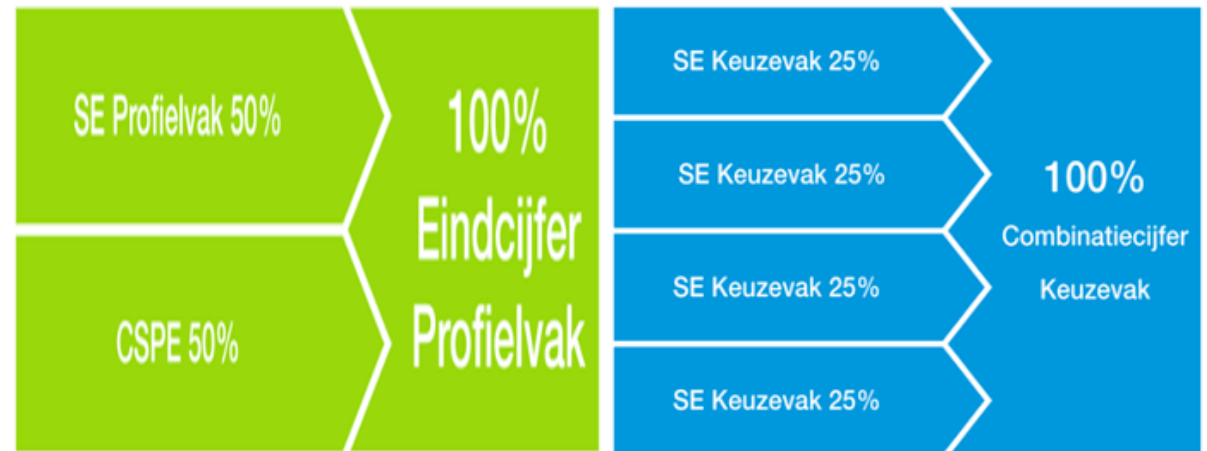 SE Profielvak 50%
CSPE 50%
100%
Eindcijfer
Profielvak
SE Keuzevak 25%
SE Keuzevak 25%
SE Keuzevak 25%
SE Keuzevak 25%
100%
Combinatiecijfer
Keuzevak